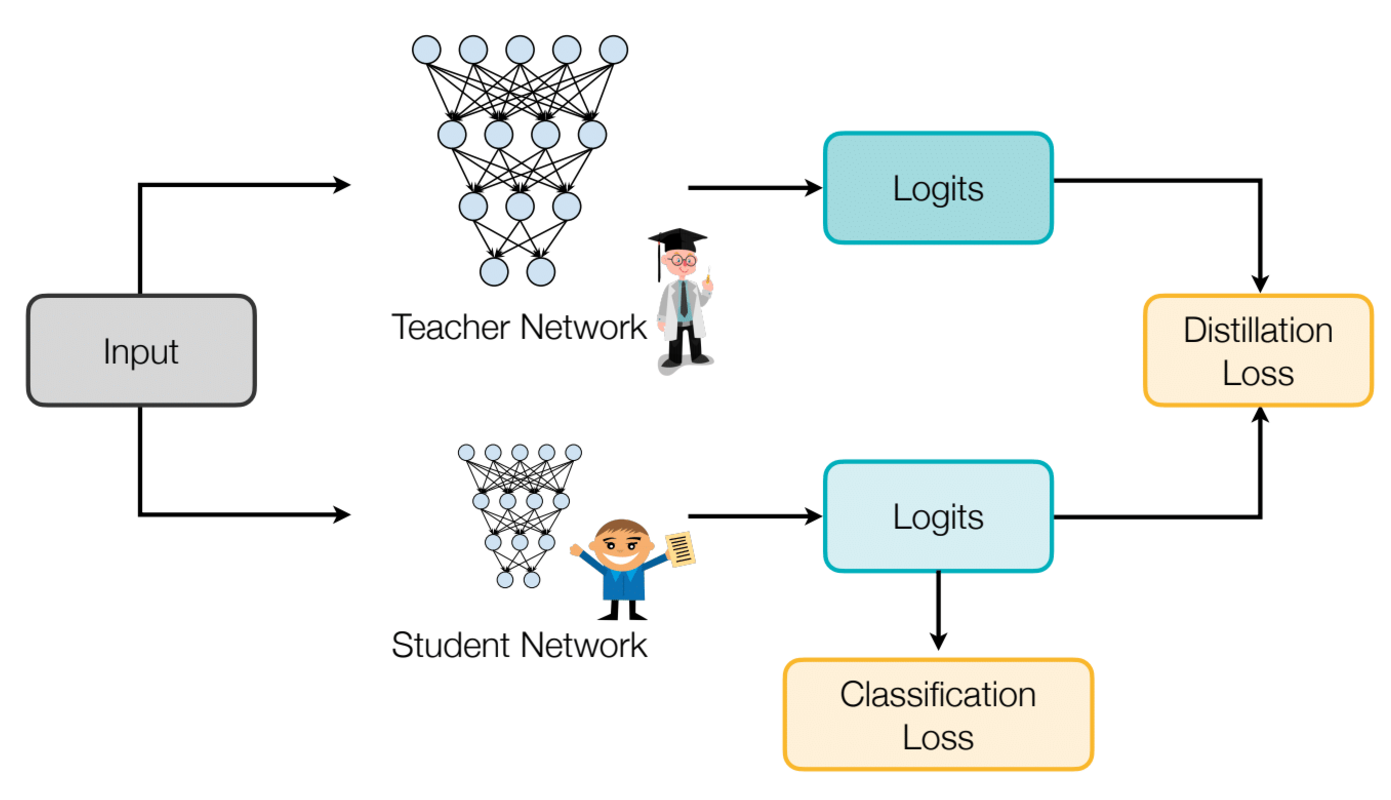 Logits
Teacher Network
Input
Distillation
Loss
Logits
Student Network
Classification
Loss